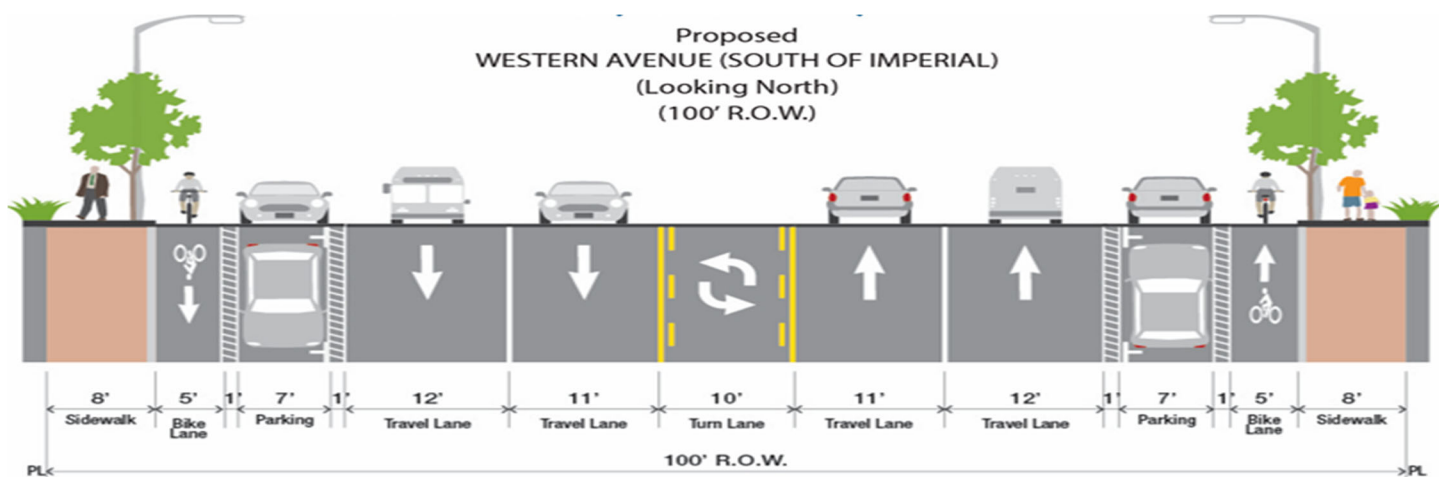 Proposed
WESTERN AVENUE (SOUTH OF IMPERIAL)
(Looking North)
(100' R.O.W.)
8' 5' 1' 7' 1' 12' 11' 10' 11' 12' 1' 7' 1' 5' 8'
Sidewalk Bike Lane Parking Travel Lane Travel Lane Turn Lane Travel Lane Travel Lane Parking Bike Lane Sidewalk
100' R.O.W.
PL PL